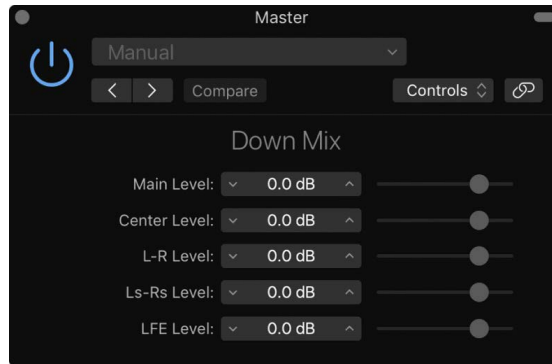 Master
Manual
Compare Controls
Down Mix
Main Level: 0.0 dB
Center Level: 0.0 dB
L-R Level: 0.0 dB
Ls-Rs Level: 0.0 dB
LFE Level: 0.0 dB